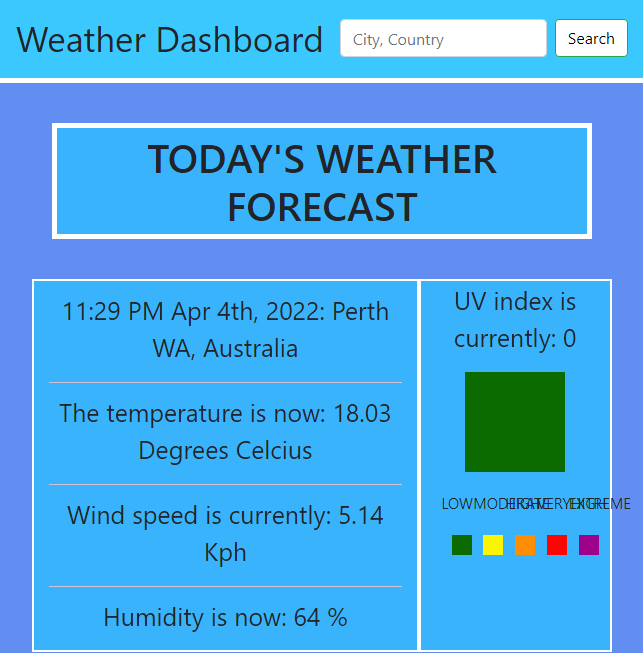 Weather Dashboard
City, Country
Search
TODAY'S WEATHER
FORECAST
11:29 PM Apr 4th, 2022: Perth
WA, Australia
The temperature is now: 18.03
Degrees Celcius
Wind speed is currently: 5.14
Kph
Humidity is now: 64 %
UV index is
currently: 0
LOW MODERATE HIGH VERY HIGH EXTREME